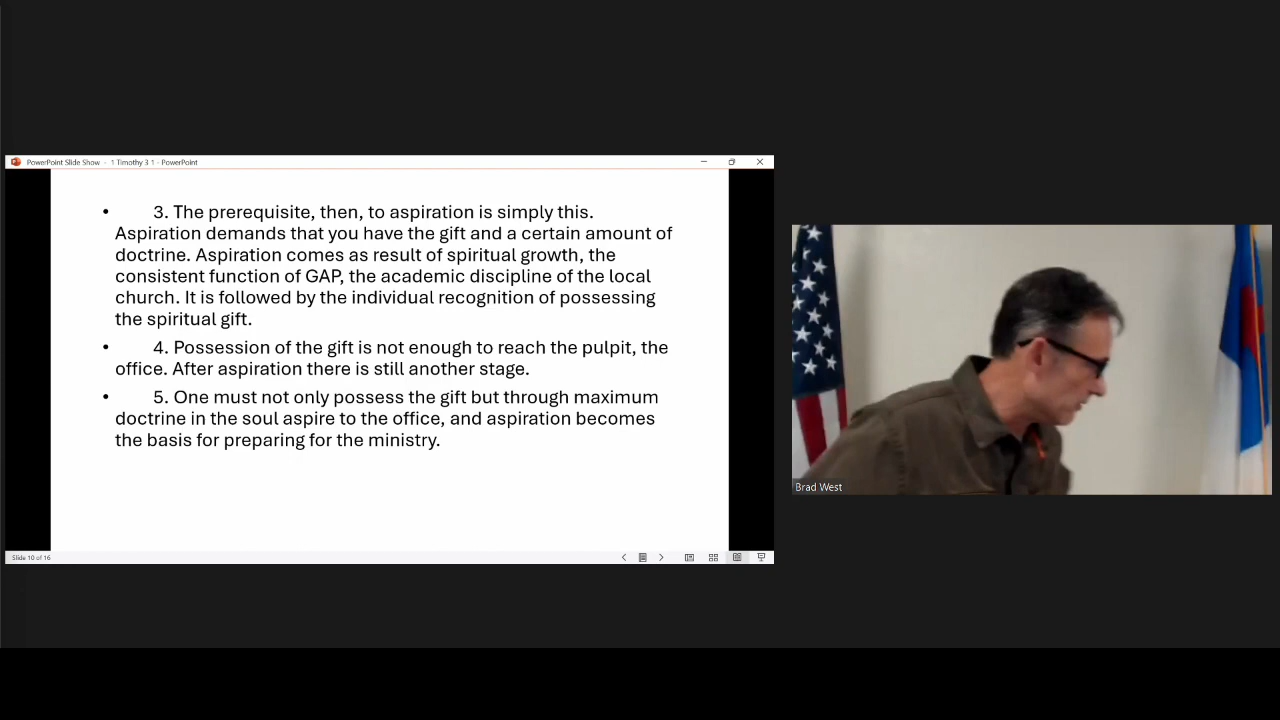 PowerPoint Slide Show - 1 Timothy 3 1 - PowerPoint
• 3. The prerequisite, then, to aspiration is simply this.
Aspiration demands that you have the gift and a certain amount of
doctrine. Aspiration comes as result of spiritual growth, the
consistent function of GAP, the academic discipline of the local
church. It is followed by the individual recognition of possessing
the spiritual gift.
• 4. Possession of the gift is not enough to reach the pulpit, the
office. After aspiration there is still another stage.
• 5. One must not only possess the gift but through maximum
doctrine in the soul aspire to the office, and aspiration becomes
the basis for preparing for the ministry.
Slide 10 of 16
Brad West